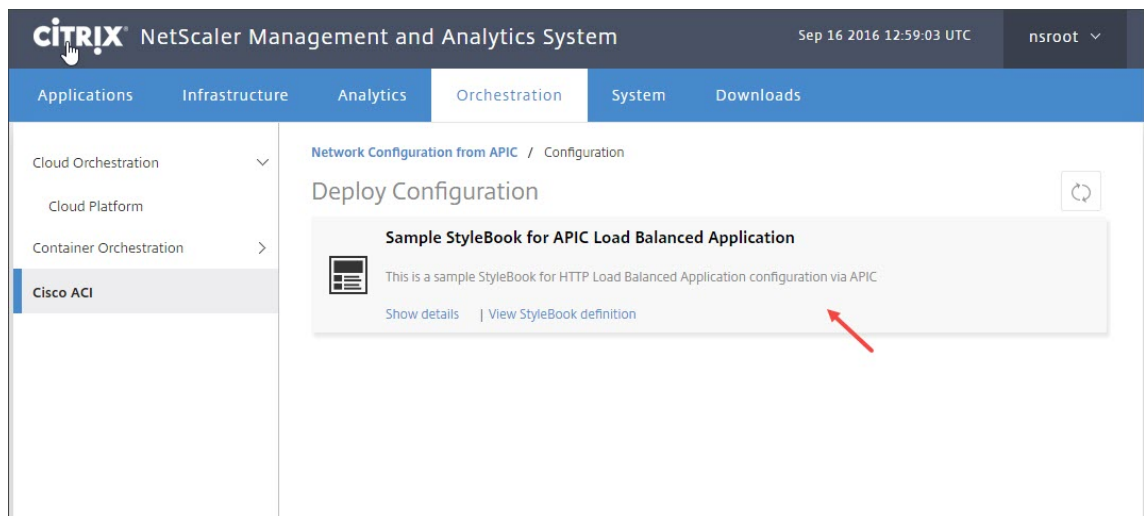 CITRIX NetScaler Management and Analytics System Sep 16 2016 12:59:03 UTC nsroot
Applications Infrastructure Analytics Orchestration System Downloads
Cloud Orchestration
Cloud Platform
Container Orchestration
Cisco ACI
Network Configuration from APIC / Configuration
Deploy Configuration
Sample StyleBook for APIC Load Balanced Application
This is a sample StyleBook for HTTP Load Balanced Application configuration via APIC
Show details | View StyleBook definition